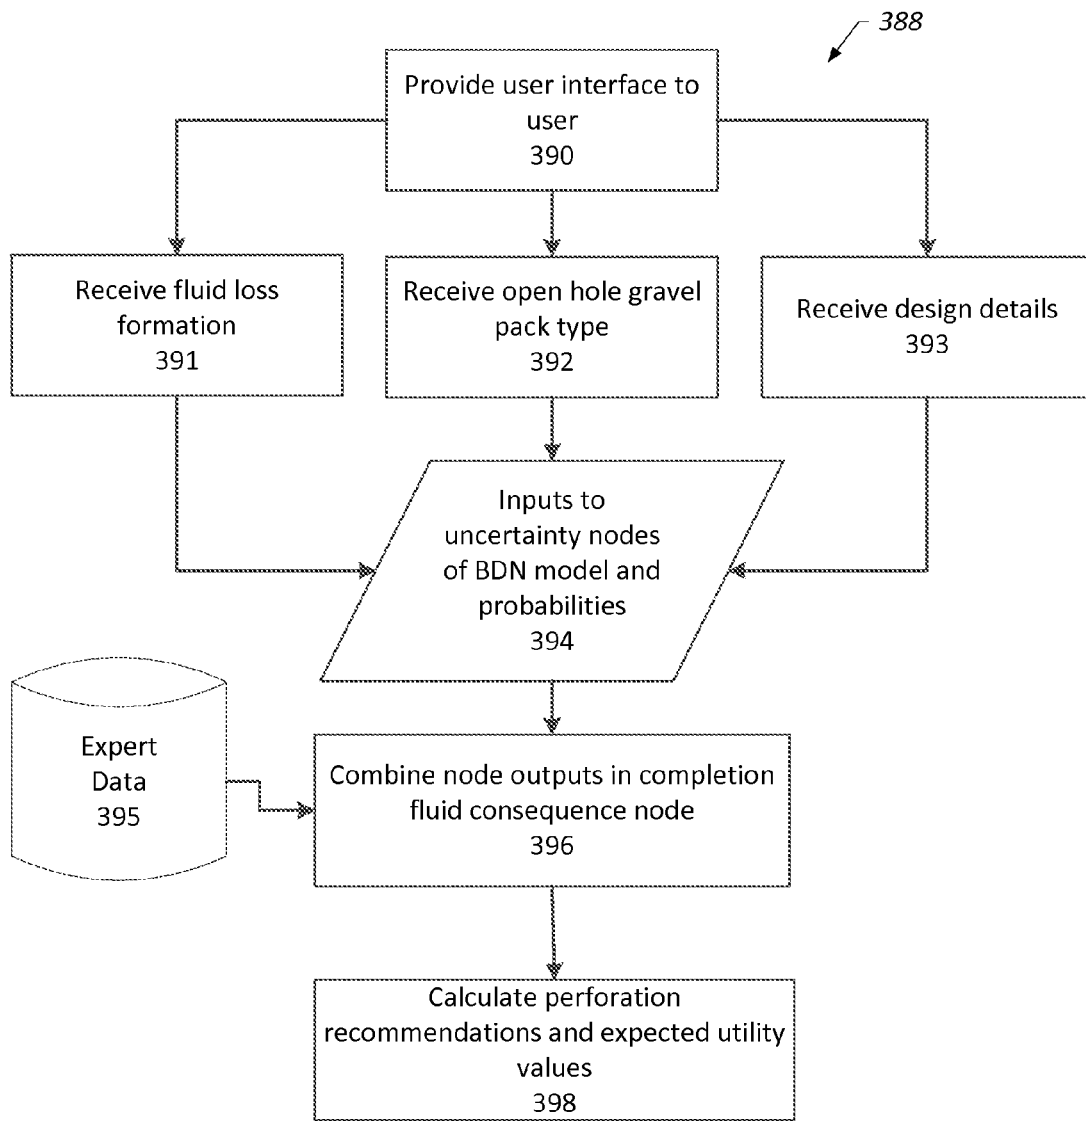 388
Provide user interface to
user
390
Receive fluid loss
formation
391
Receive open hole gravel
pack type
392
Receive design details
393
Inputs to
uncertainty nodes
of BDN model and
probabilities
394
Expert
Data
395
Combine node outputs in completion
fluid consequence node
396
Calculate perforation
recommendations and expected utility
values
398